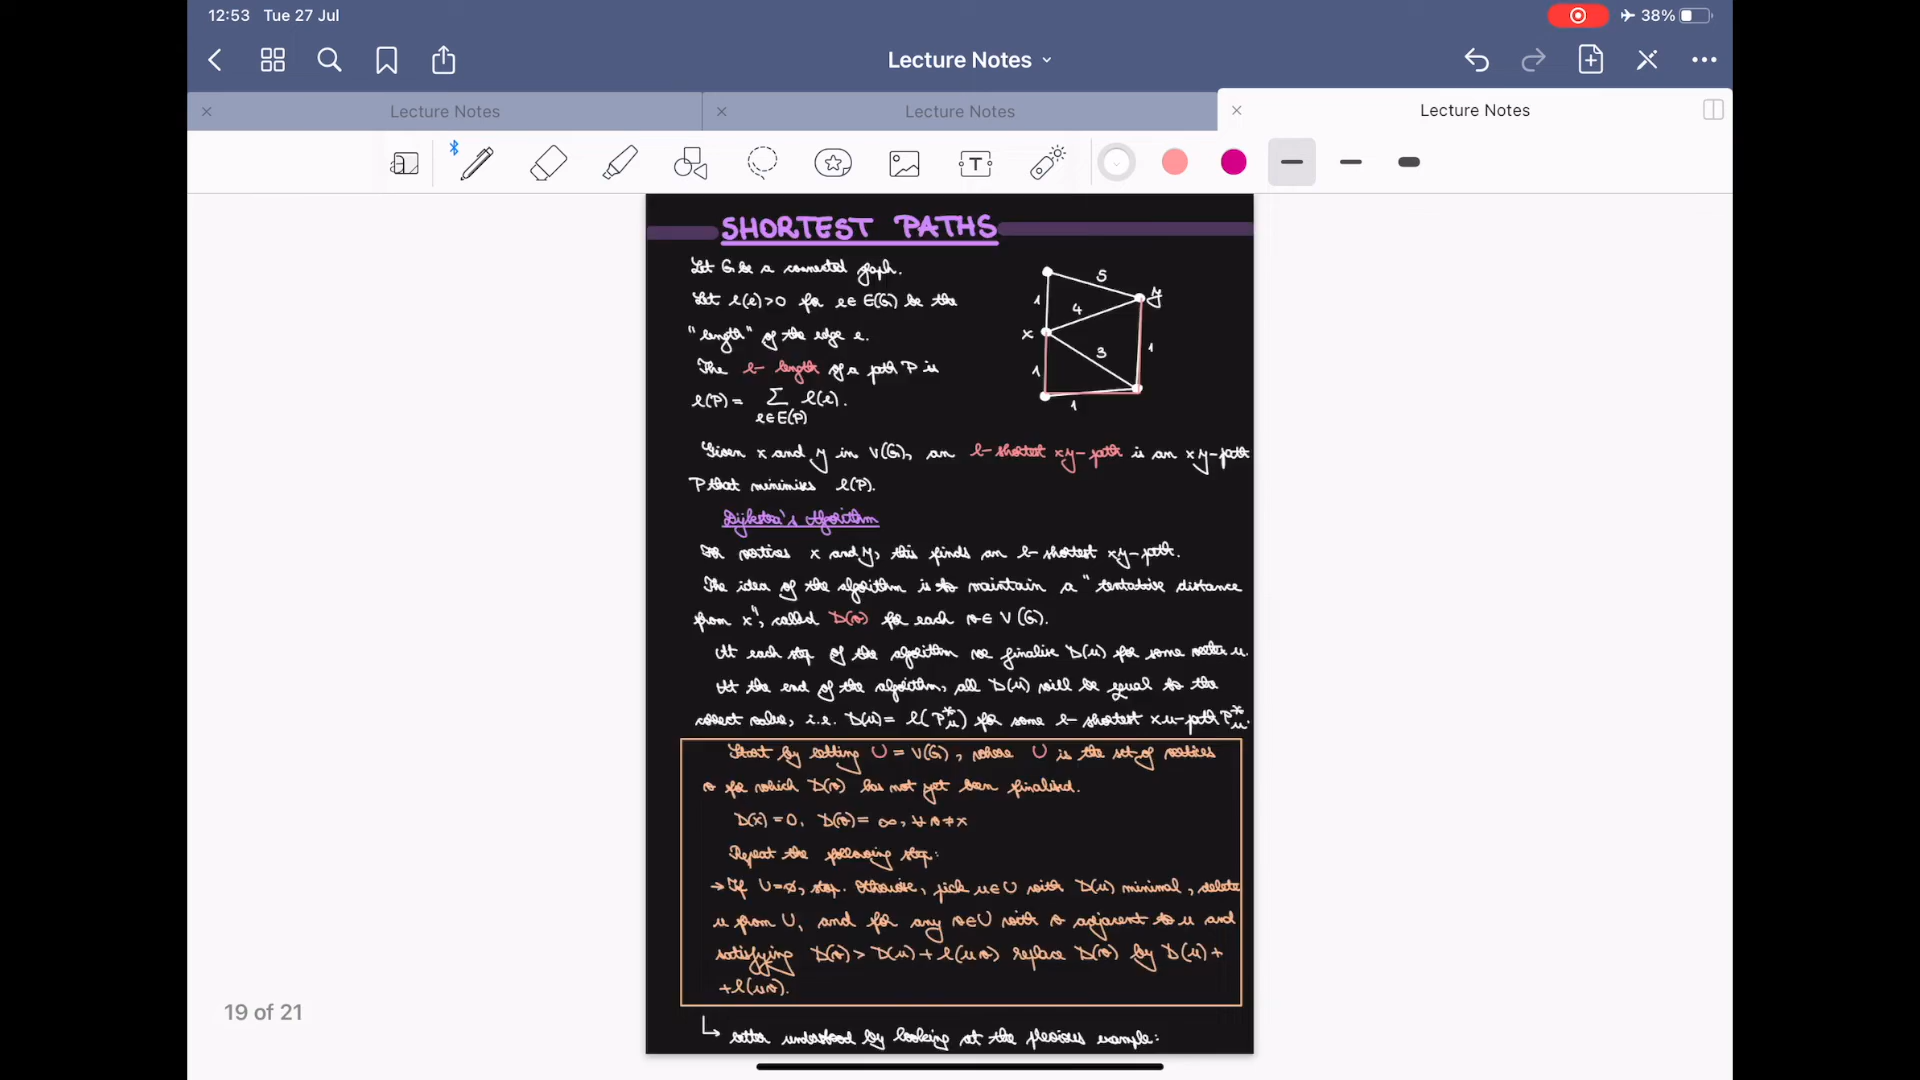 12:53 Tue 27 Jul
38%
Lecture Notes
Lecture Notes
Lecture Notes
Lecture Notes
SHORTEST PATHS
Let G be a connected graph.
Let l(e)>0 for e∈E(G) be the
"length" of the edge e.
The l-length of a path P is
l(P)= Σ l(e).
e∈E(P)
5
y
1
4
x
3
1
1
1
Given x and y in V(G), an l-shortest xy-path is an xy-path
P that minimises l(P).
Dijkstra's Algorithm
For vertices x and y, this finds an l-shortest xy-path.
The idea of the algorithm is to maintain a "tentative distance
from x", called D(v) for each v∈V(G).
At each step of the algorithm we finalise D(u) for some vertex u.
At the end of the algorithm, all D(u) will be equal to the
correct value, i.e. D(u)= l(P*u) for some l-shortest xu-path P*u.
Start by setting U=V(G), where U is the set of vertices
v for which D(v) has not yet been finalised.
D(x)=0, D(v)=∞, ∀v≠x
Repeat the following step:
→If U=∅, stop. Otherwise, pick u∈U with D(u) minimal, delete
u from U, and for any v∈U with v adjacent to u and
satisfying D(v)>D(u)+l(uv) replace D(v) by D(u)+
+l(uv).
↳ better understood by looking at the previous example:
19 of 21